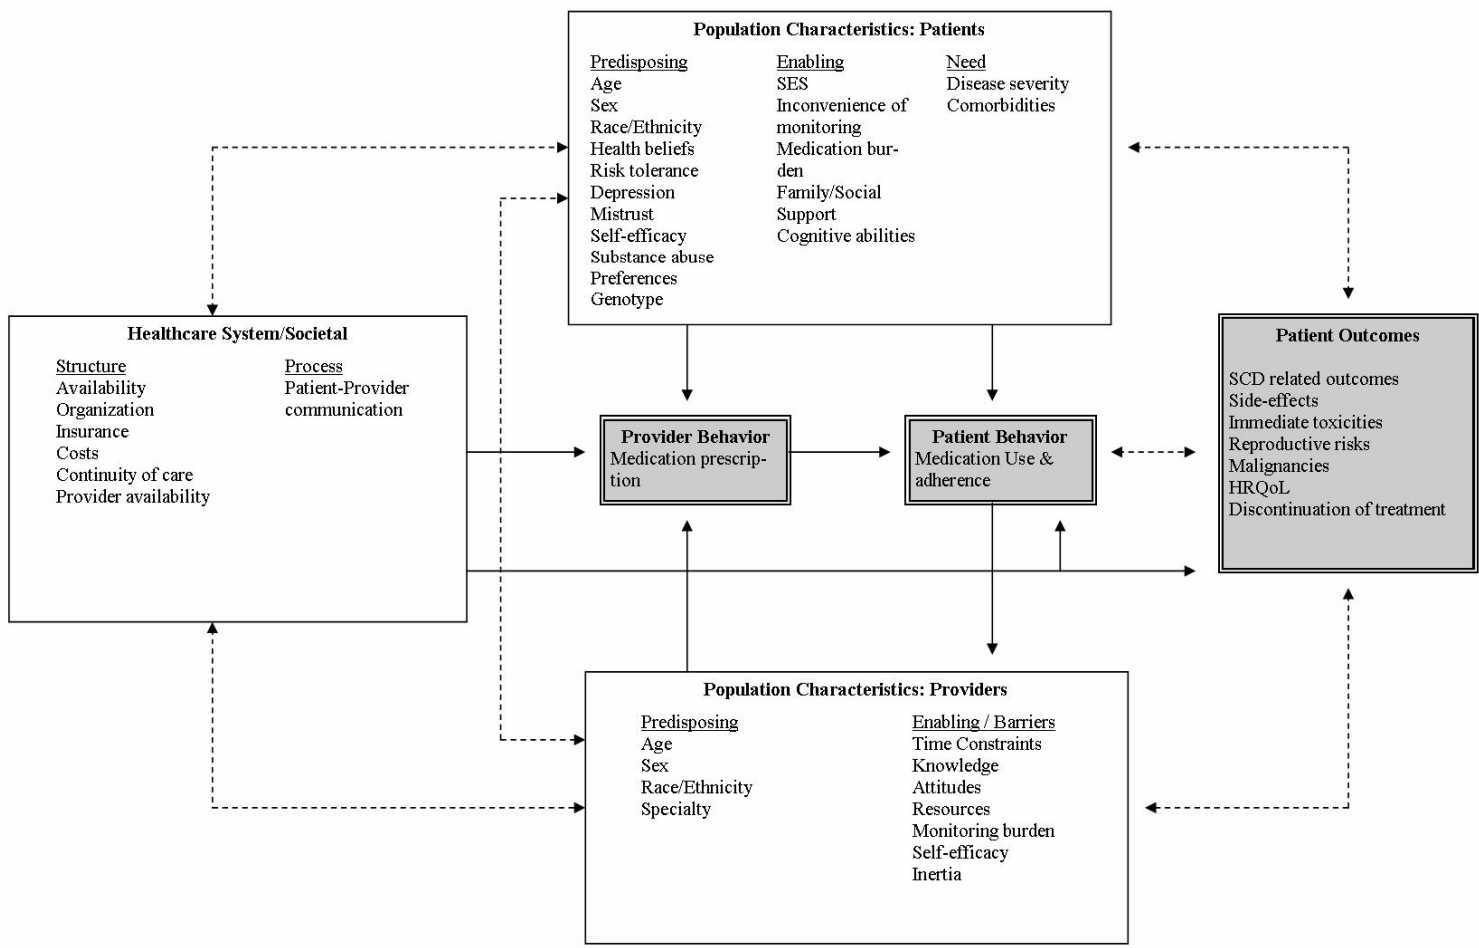 Population Characteristics: Patients
Predisposing
Age
Sex
Race/Ethnicity
Health beliefs
Risk tolerance
Depression
Mistrust
Self-efficacy
Substance abuse
Preferences
Genotype
Enabling
SES
Inconvenience of
monitoring
Medication bur-
den
Family/Social
Support
Cognitive abilities
Need
Disease severity
Comorbidities
Healthcare System/Societal
Structure
Availability
Organization
Insurance
Costs
Continuity of care
Provider availability
Process
Patient-Provider
communication
Provider Behavior
Medication prescrip-
tion
Patient Behavior
Medication Use &
adherence
Patient Outcomes
SCD related outcomes
Side-effects
Immediate toxicities
Reproductive risks
Malignancies
HRQoL
Discontinuation of treatment
Population Characteristics: Providers
Predisposing
Age
Sex
Race/Ethnicity
Specialty
Enabling / Barriers
Time Constraints
Knowledge
Attitudes
Resources
Monitoring burden
Self-efficacy
Inertia